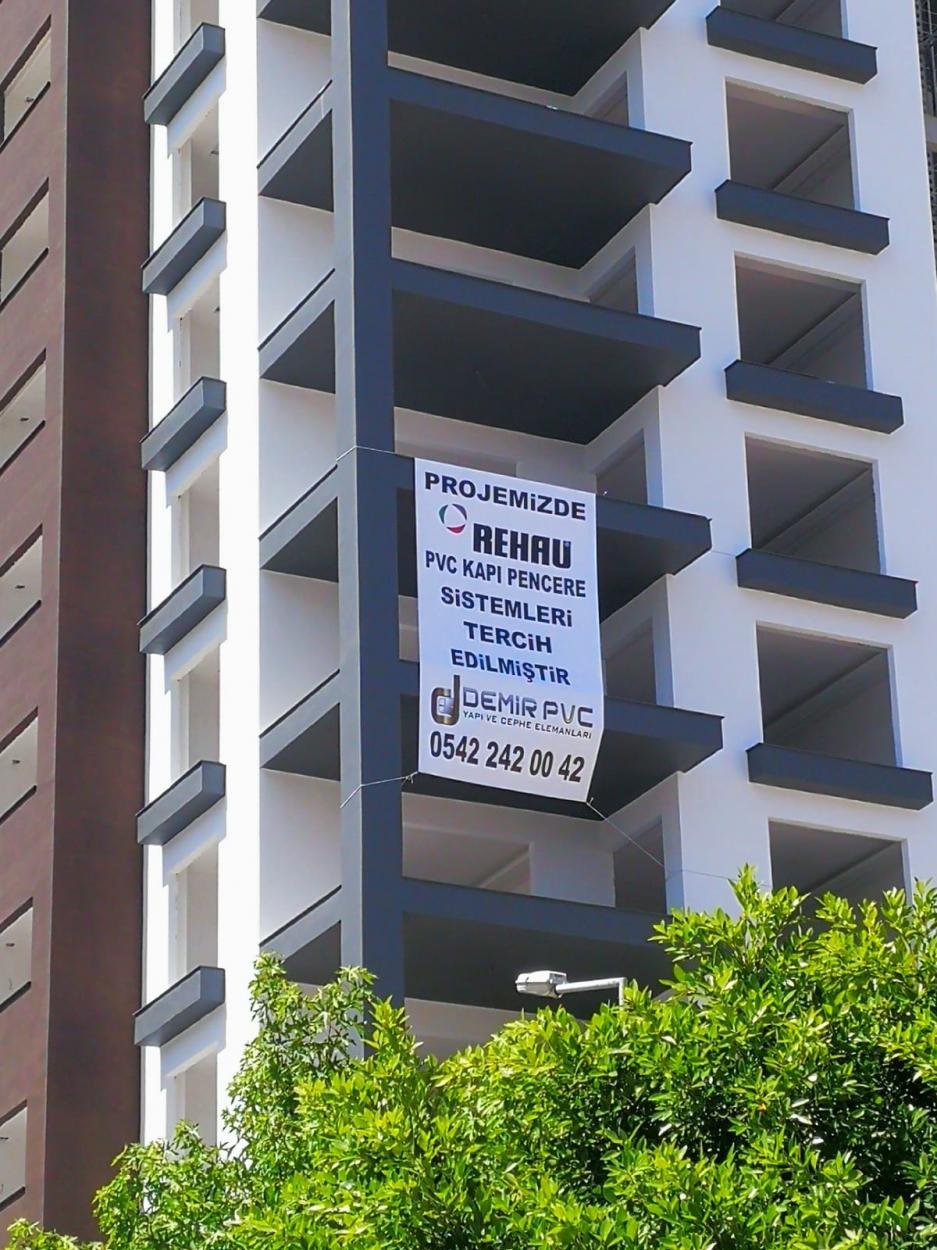 PROJEMiZDE
REHAU
PVC KAPI PENCERE
SiSTEMLERi
TERCiH
EDiLMiŞTiR
DEMiR PVC
YAPI VE CEPHE ELEMANLARI
0542 242 00 42